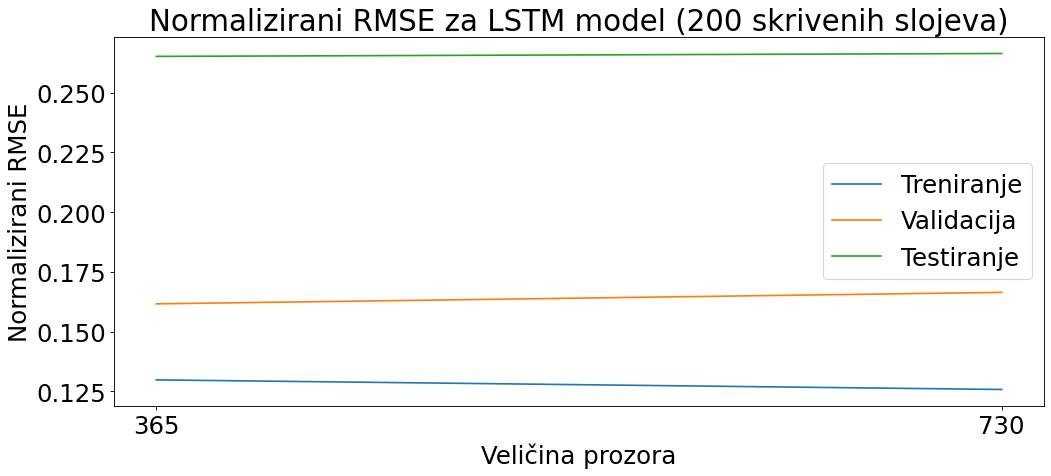 Normalizirani RMSE za LSTM model (200 skrivenih slojeva)
Normalizirani RMSE
0.250
0.225
0.200
0.175
0.150
0.125
Treniranje
Validacija
Testiranje
365
730
Veličina prozora